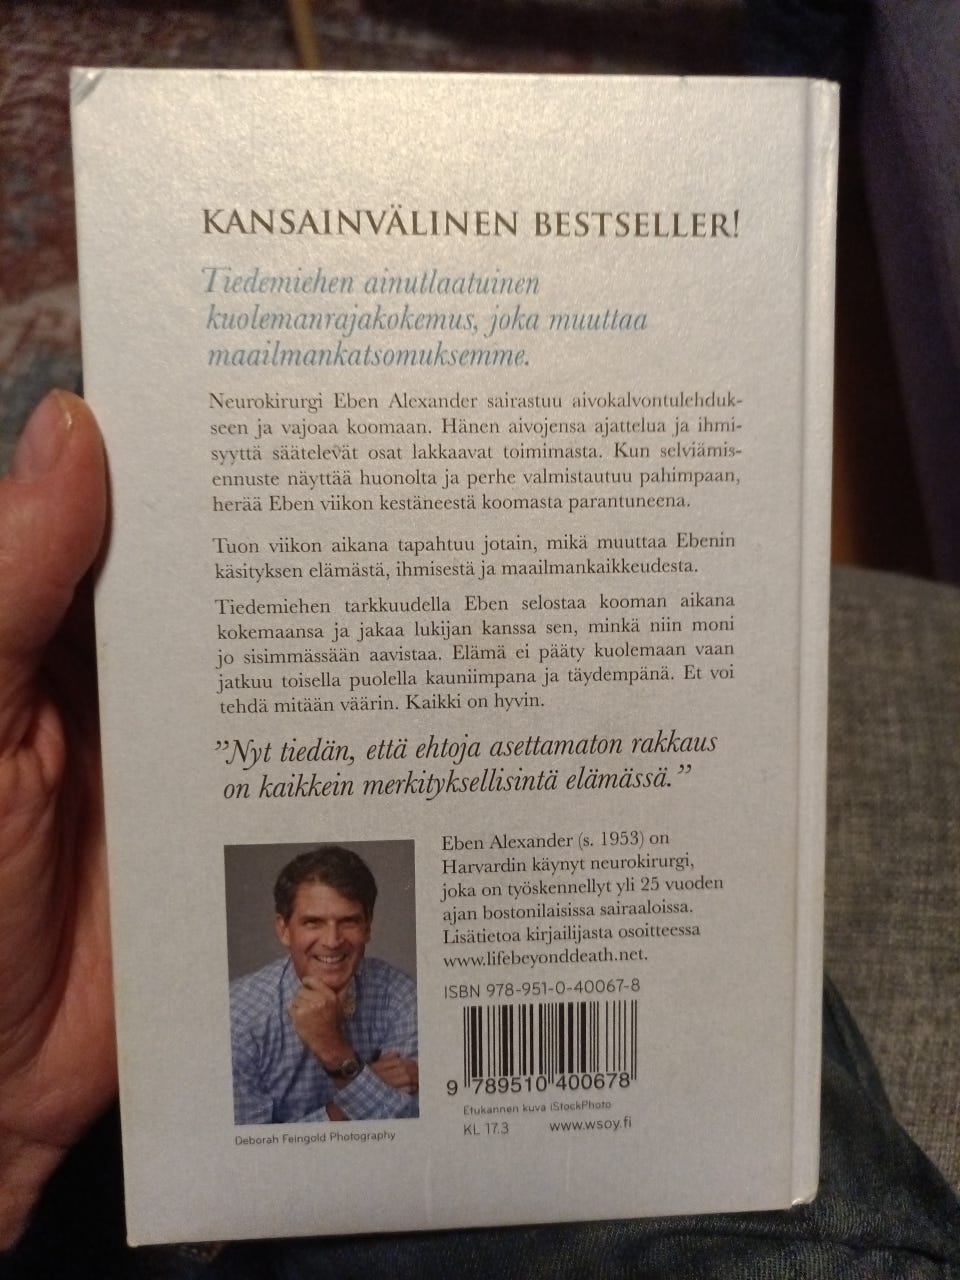 KANSAINVÄLINEN BESTSELLER!
Tiedemiehen ainutlaatuinen
kuolemanrajakokemus, joka muuttaa
maailmankatsomuksemme.
Neurokirurgi Eben Alexander sairastuu aivokalvontulehduk-
seen ja vajoaa koomaan. Hänen aivojensa ajattelua ja ihmi-
syyttä säätelevät osat lakkaavat toimimasta. Kun selviämis-
ennuste näyttää huonolta ja perhe valmistautuu pahimpaan,
herää Eben viikon kestäneestä koomasta parantuneena.
Tuon viikon aikana tapahtuu jotain, mikä muuttaa Ebenin
käsityksen elämästä, ihmisestä ja maailmankaikkeudesta.
Tiedemiehen tarkkuudella Eben selostaa kooman aikana
kokemaansa ja jakaa lukijan kanssa sen, minkä niin moni
jo sisimmässään aavistaa. Elämä ei pääty kuolemaan vaan
jatkuu toisella puolella kauniimpana ja täydempänä. Et voi
tehdä mitään väärin. Kaikki on hyvin.
”Nyt tiedän, että ehtoja asettamaton rakkaus
on kaikkein merkityksellisintä elämässä.”
Eben Alexander (s. 1953) on
Harvardin käynyt neurokirurgi,
joka on työskennellyt yli 25 vuoden
ajan bostonilaisissa sairaaloissa.
Lisätietoa kirjailijasta osoitteessa
www.lifebeyonddeath.net.
ISBN 978-951-0-40067-8
9 789510 400678
Etukannen kuva iStockPhoto
KL 17.3 www.wsoy.fi
Deborah Feingold Photography